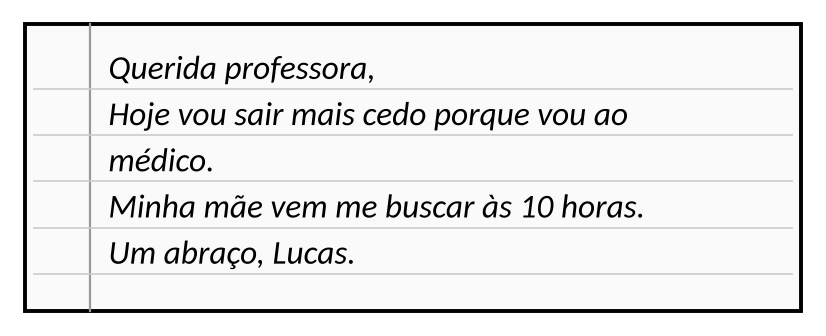 Querida professora,
Hoje vou sair mais cedo porque vou ao
médico.
Minha mãe vem me buscar às 10 horas.
Um abraço, Lucas.